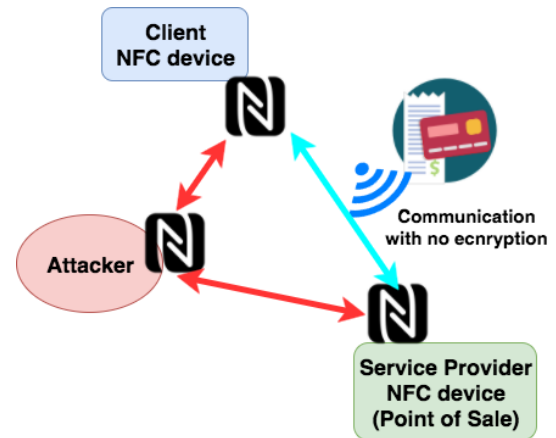 Client
NFC device
Communication
with no ecnryption
Attacker
Service Provider
NFC device
(Point of Sale)
$